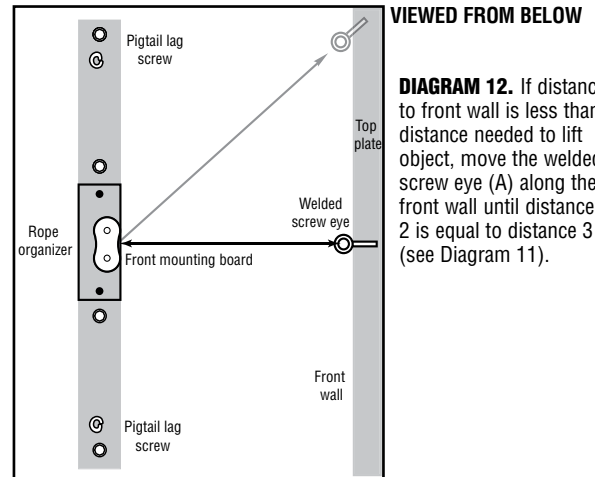 VIEWED FROM BELOW
Pigtail lag
screw
DIAGRAM 12. If distance
to front wall is less than
distance needed to lift
object, move the welded
screw eye (A) along the
front wall until distance
2 is equal to distance 3
(see Diagram 11).
Top
plate
Welded
screw eye
Rope
organizer
Front mounting board
Front
wall
Pigtail lag
screw